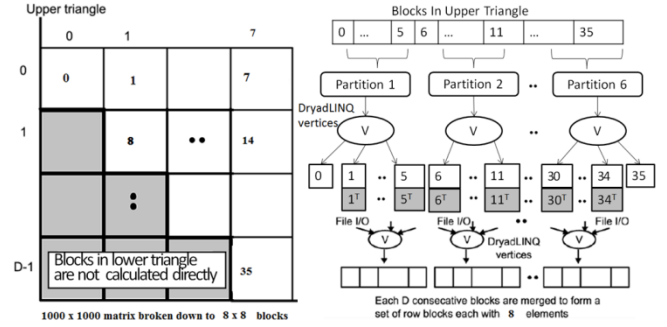 Upper triangle
0 1 7
0 0 1 7
1 8 •• 14
:
D-1 35
Blocks in lower triangle
are not calculated directly
1000 x 1000 matrix broken down to 8 x 8 blocks
Blocks In Upper Triangle
0 ... 5 6 ... 11 ... 35
Partition 1 Partition 2 •• Partition 6
DryadLINQ
vertices
V V •• V
0 1 •• 5 6 •• 11 •• 30 •• 34 35
1T 5T 6T 11T 30T 34T
File I/O File I/O •• File I/O
V V V
DryadLINQ
vertices
••
Each D consecutive blocks are merged to form a
set of row blocks each with 8 elements